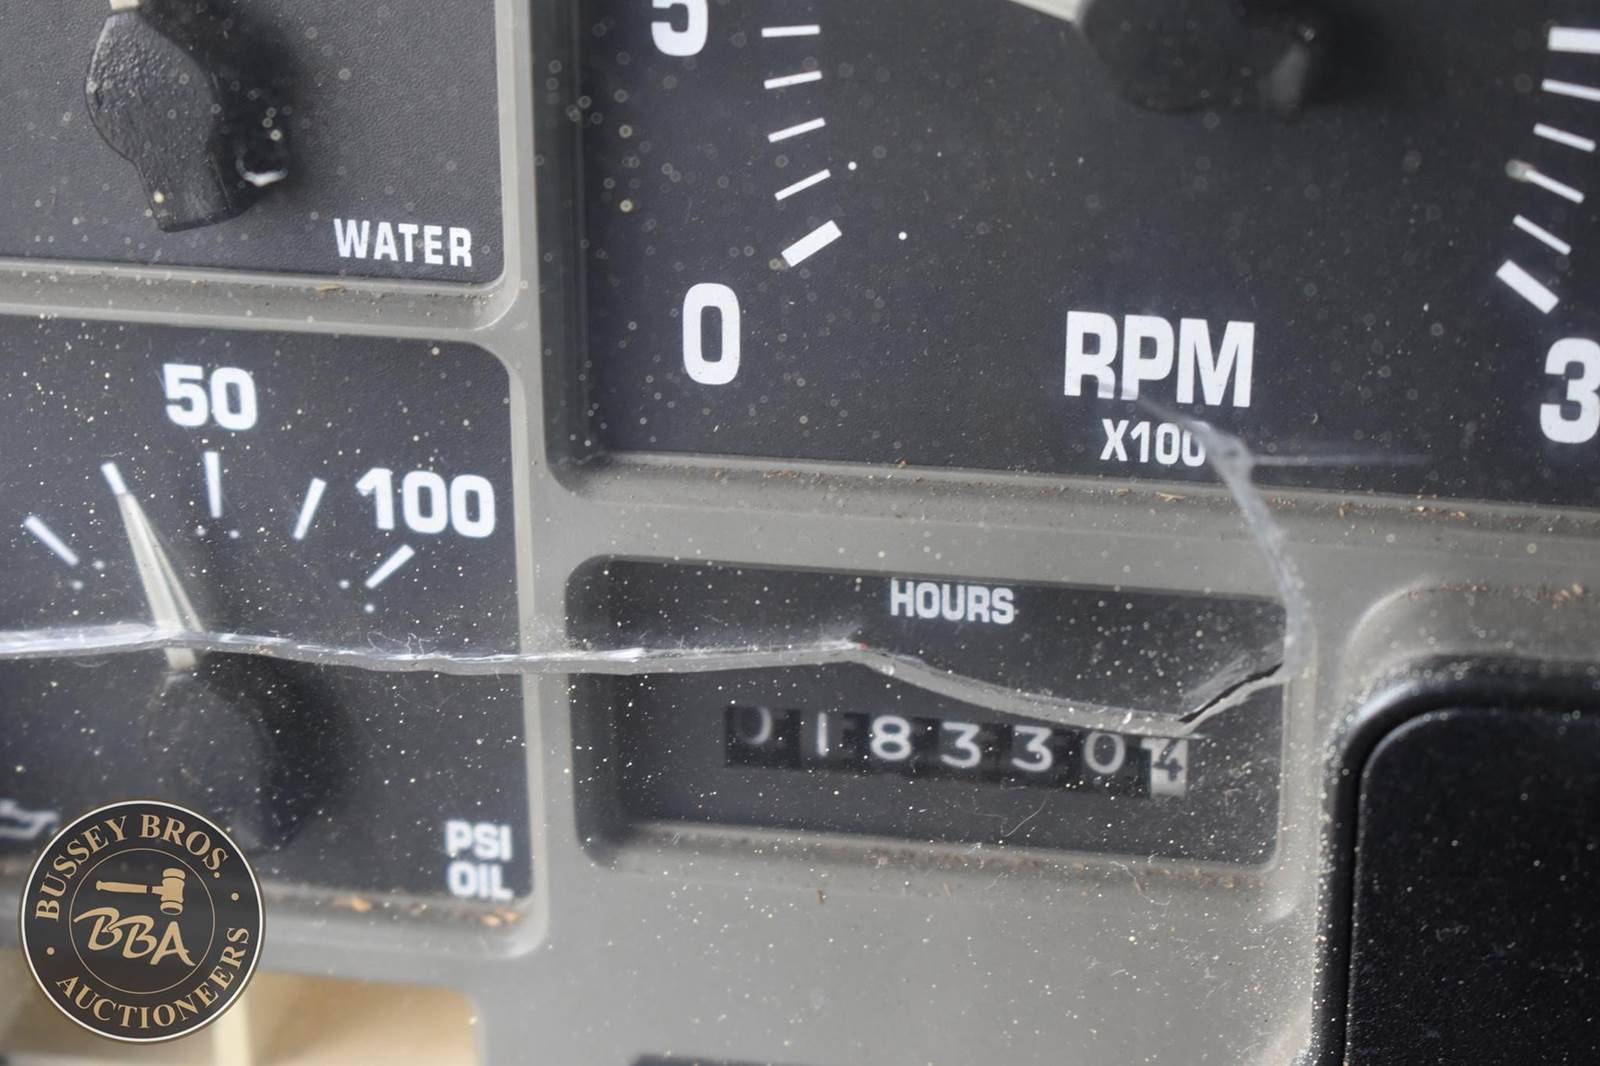 5
WATER
0
RPM
X100
3
50
100
HOURS
0183304
PSI
OIL
BUSSEY BROS.
BBA
AUCTIONEERS